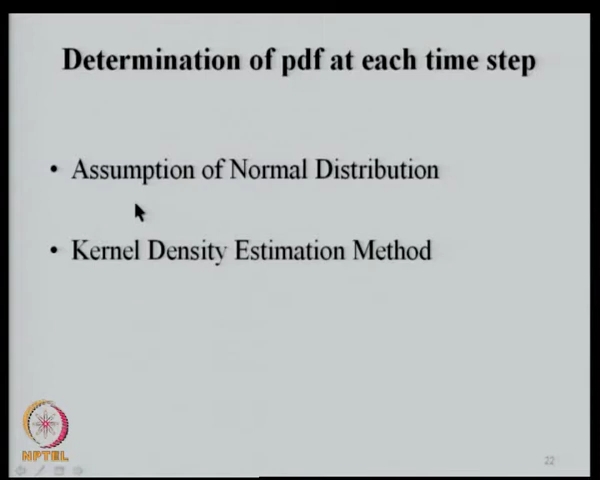 Determination of pdf at each time step
• Assumption of Normal Distribution
• Kernel Density Estimation Method
NPTEL
22